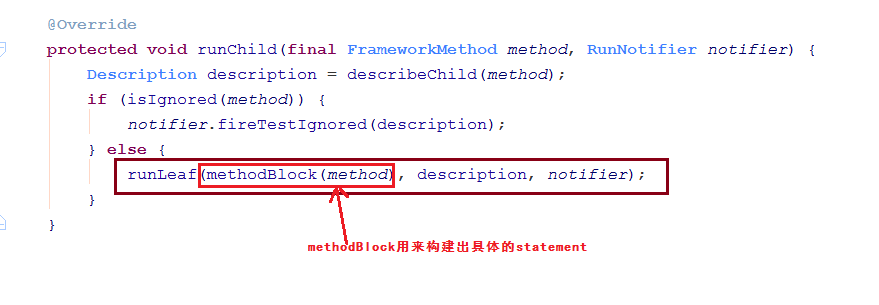 @Override
protected void runChild(final FrameworkMethod method, RunNotifier notifier) {
Description description = describeChild(method);
if (isIgnored(method)) {
notifier.fireTestIgnored(description);
} else {
runLeaf(methodBlock(method), description, notifier);
}
}
methodBlock用来构建出具体的statement